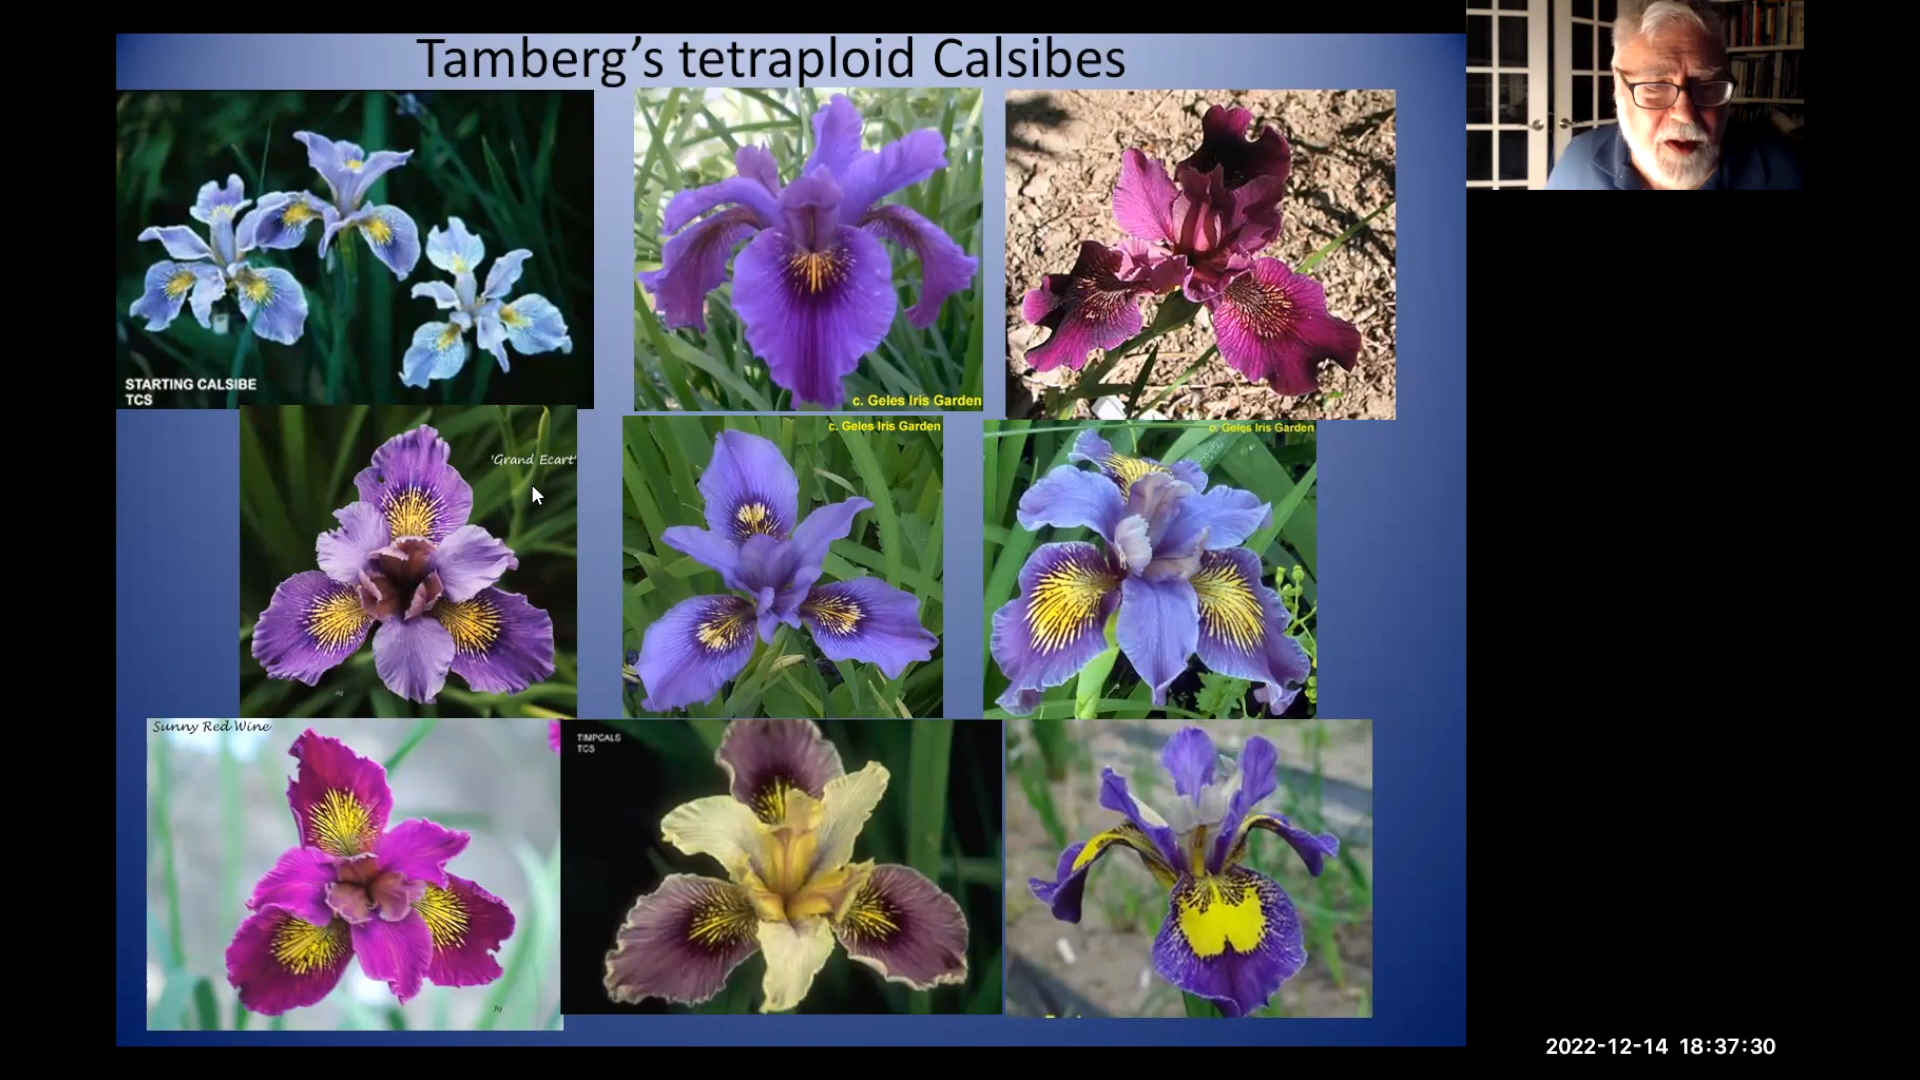 Tamberg's tetraploid Calsibes
STARTING CALSIBE
TCS
c. Geles Iris Garden
'Grand Ecart'
c. Geles Iris Garden
c. Geles Iris Garden
Sunny Red Wine
TIMPCALS
TCS
2022-12-14 18:37:30